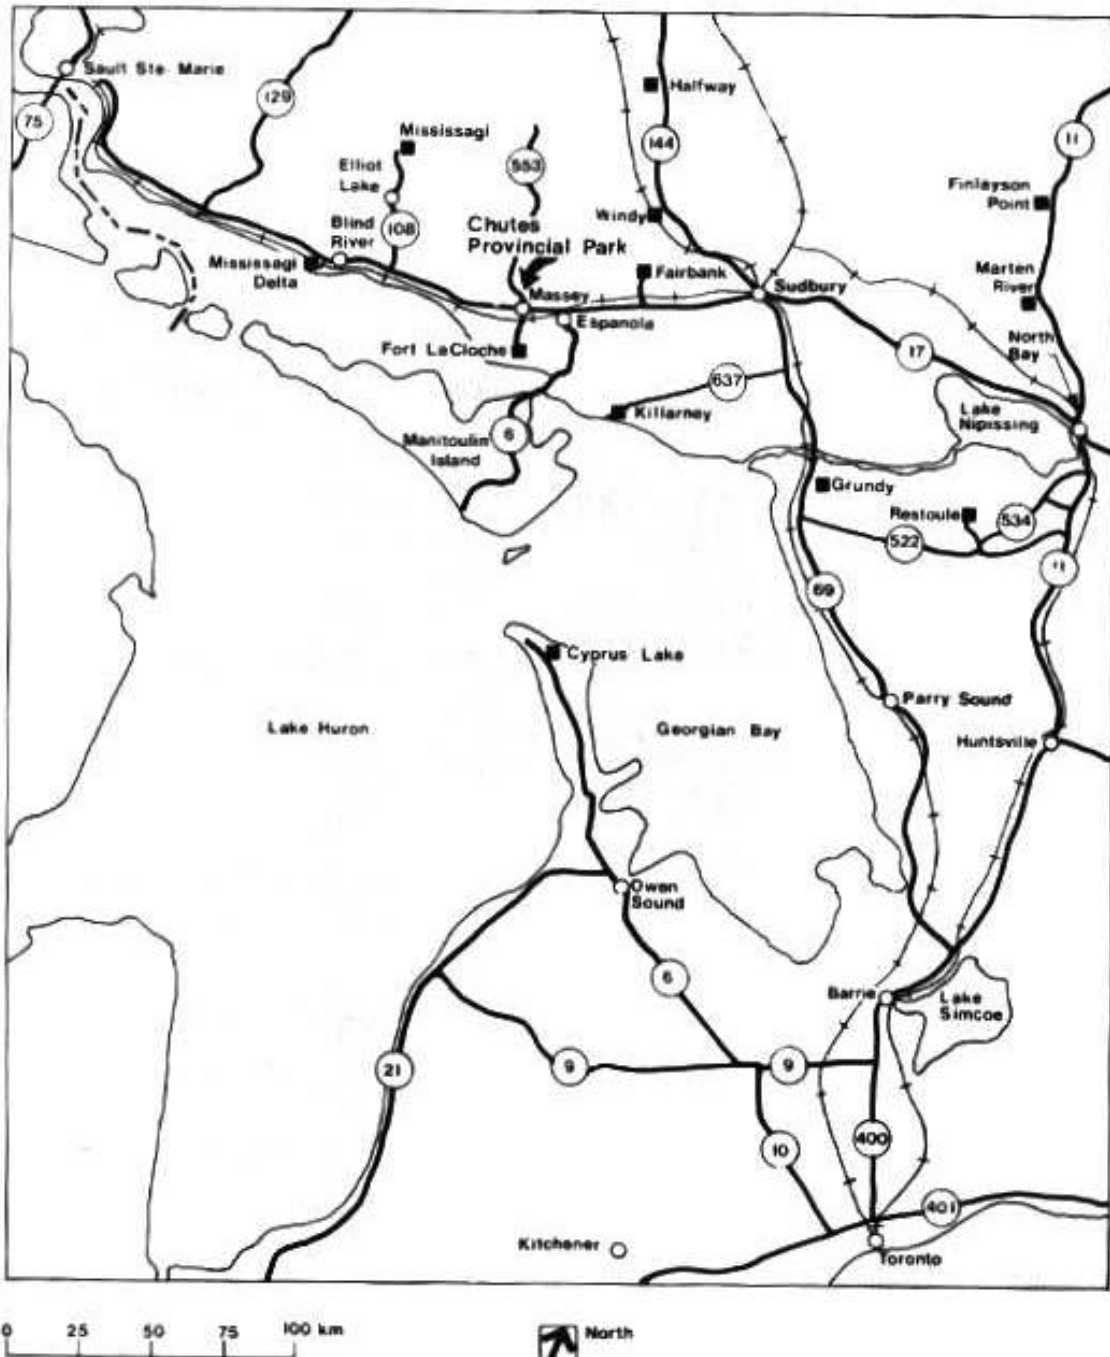 Sault Ste Marie
75
129
Mississagi
Elliot
Lake
108
553
Halfway
144
11
Finlayson
Point
Blind
River
Chutes
Provincial Park
Windy
Mississagi
Delta
Massey
Fairbank
Sudbury
Marten
River
Espanola
North
Bay
17
Fort LaCloche
637
Killarney
Lake
Nipissing
6
Manitoulin
Island
Grundy
Restoule
534
522
11
69
Cyprus Lake
Parry Sound
Lake Huron
Georgian Bay
Huntsville
Owen
Sound
6
Barrie
Lake
Simcoe
21
9
9
10
400
401
Kitchener
Toronto
0 25 50 75 100 km
North